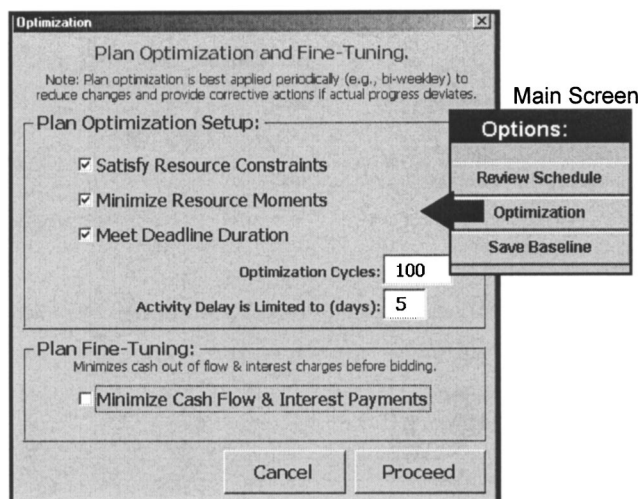 Optimization
Plan Optimization and Fine-Tuning.
Note: Plan optimization is best applied periodically (e.g., bi-weekley) to
reduce changes and provide corrective actions if actual progress deviates.
Plan Optimization Setup:
Satisfy Resource Constraints
Minimize Resource Moments
Meet Deadline Duration
Optimization Cycles: 100
Activity Delay is Limited to (days): 5
Plan Fine-Tuning:
Minimizes cash out of flow & interest charges before bidding.
Minimize Cash Flow & Interest Payments
Cancel
Proceed
Main Screen
Options:
Review Schedule
Optimization
Save Baseline